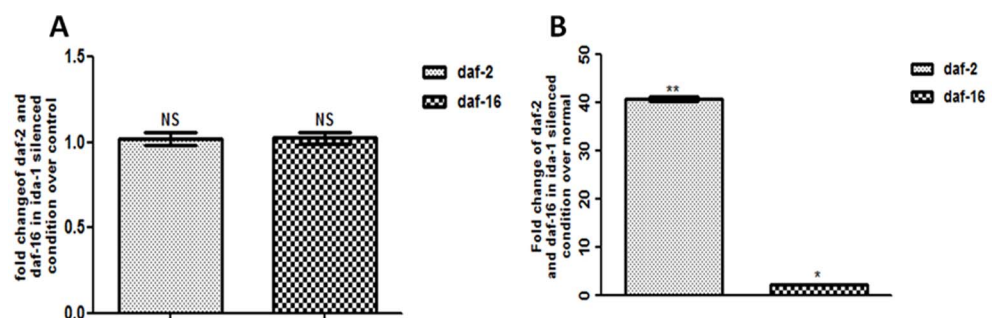 A
fold changeof daf-2 and
daf-16 in ida-1 silenced
condition over control
1.5
1.0
0.5
0.0
NS
NS
daf-2
daf-16
B
Fold change of daf-2
and daf-16 in ida-1 silenced
condition over normal
50
40
30
20
10
0
**
*
daf-2
daf-16